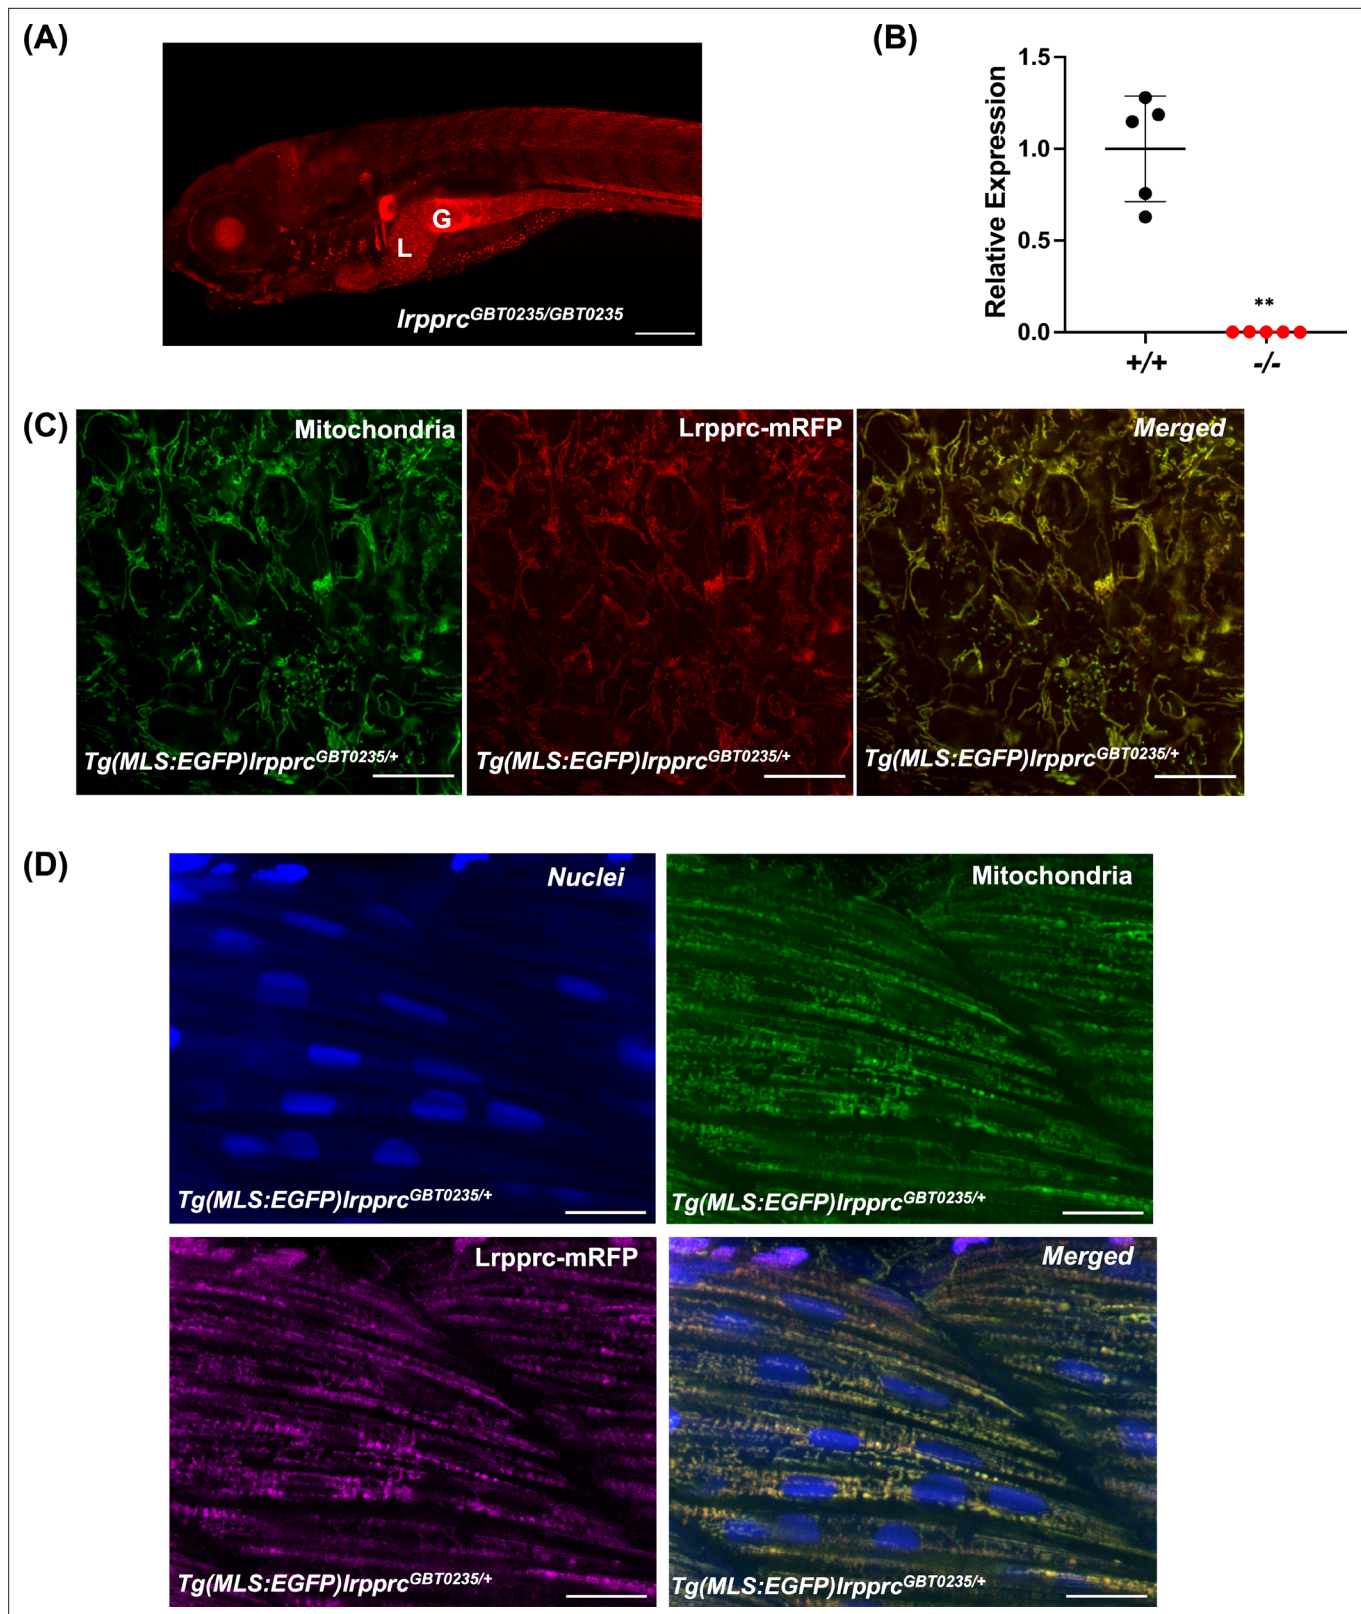 (A)
G
L
lrpprcGBT0235/GBT0235
(B)
Relative Expression
1.5
1.0
0.5
0.0
**
+/+
-/-
(C)
Mitochondria
Tg(MLS:EGFP)lrpprcGBT0235/+
Lrpprc-mRFP
Tg(MLS:EGFP)lrpprcGBT0235/+
Merged
Tg(MLS:EGFP)lrpprcGBT0235/+
(D)
Nuclei
Tg(MLS:EGFP)lrpprcGBT0235/+
Mitochondria
Tg(MLS:EGFP)lrpprcGBT0235/+
Lrpprc-mRFP
Tg(MLS:EGFP)lrpprcGBT0235/+
Merged
Tg(MLS:EGFP)lrpprcGBT0235/+